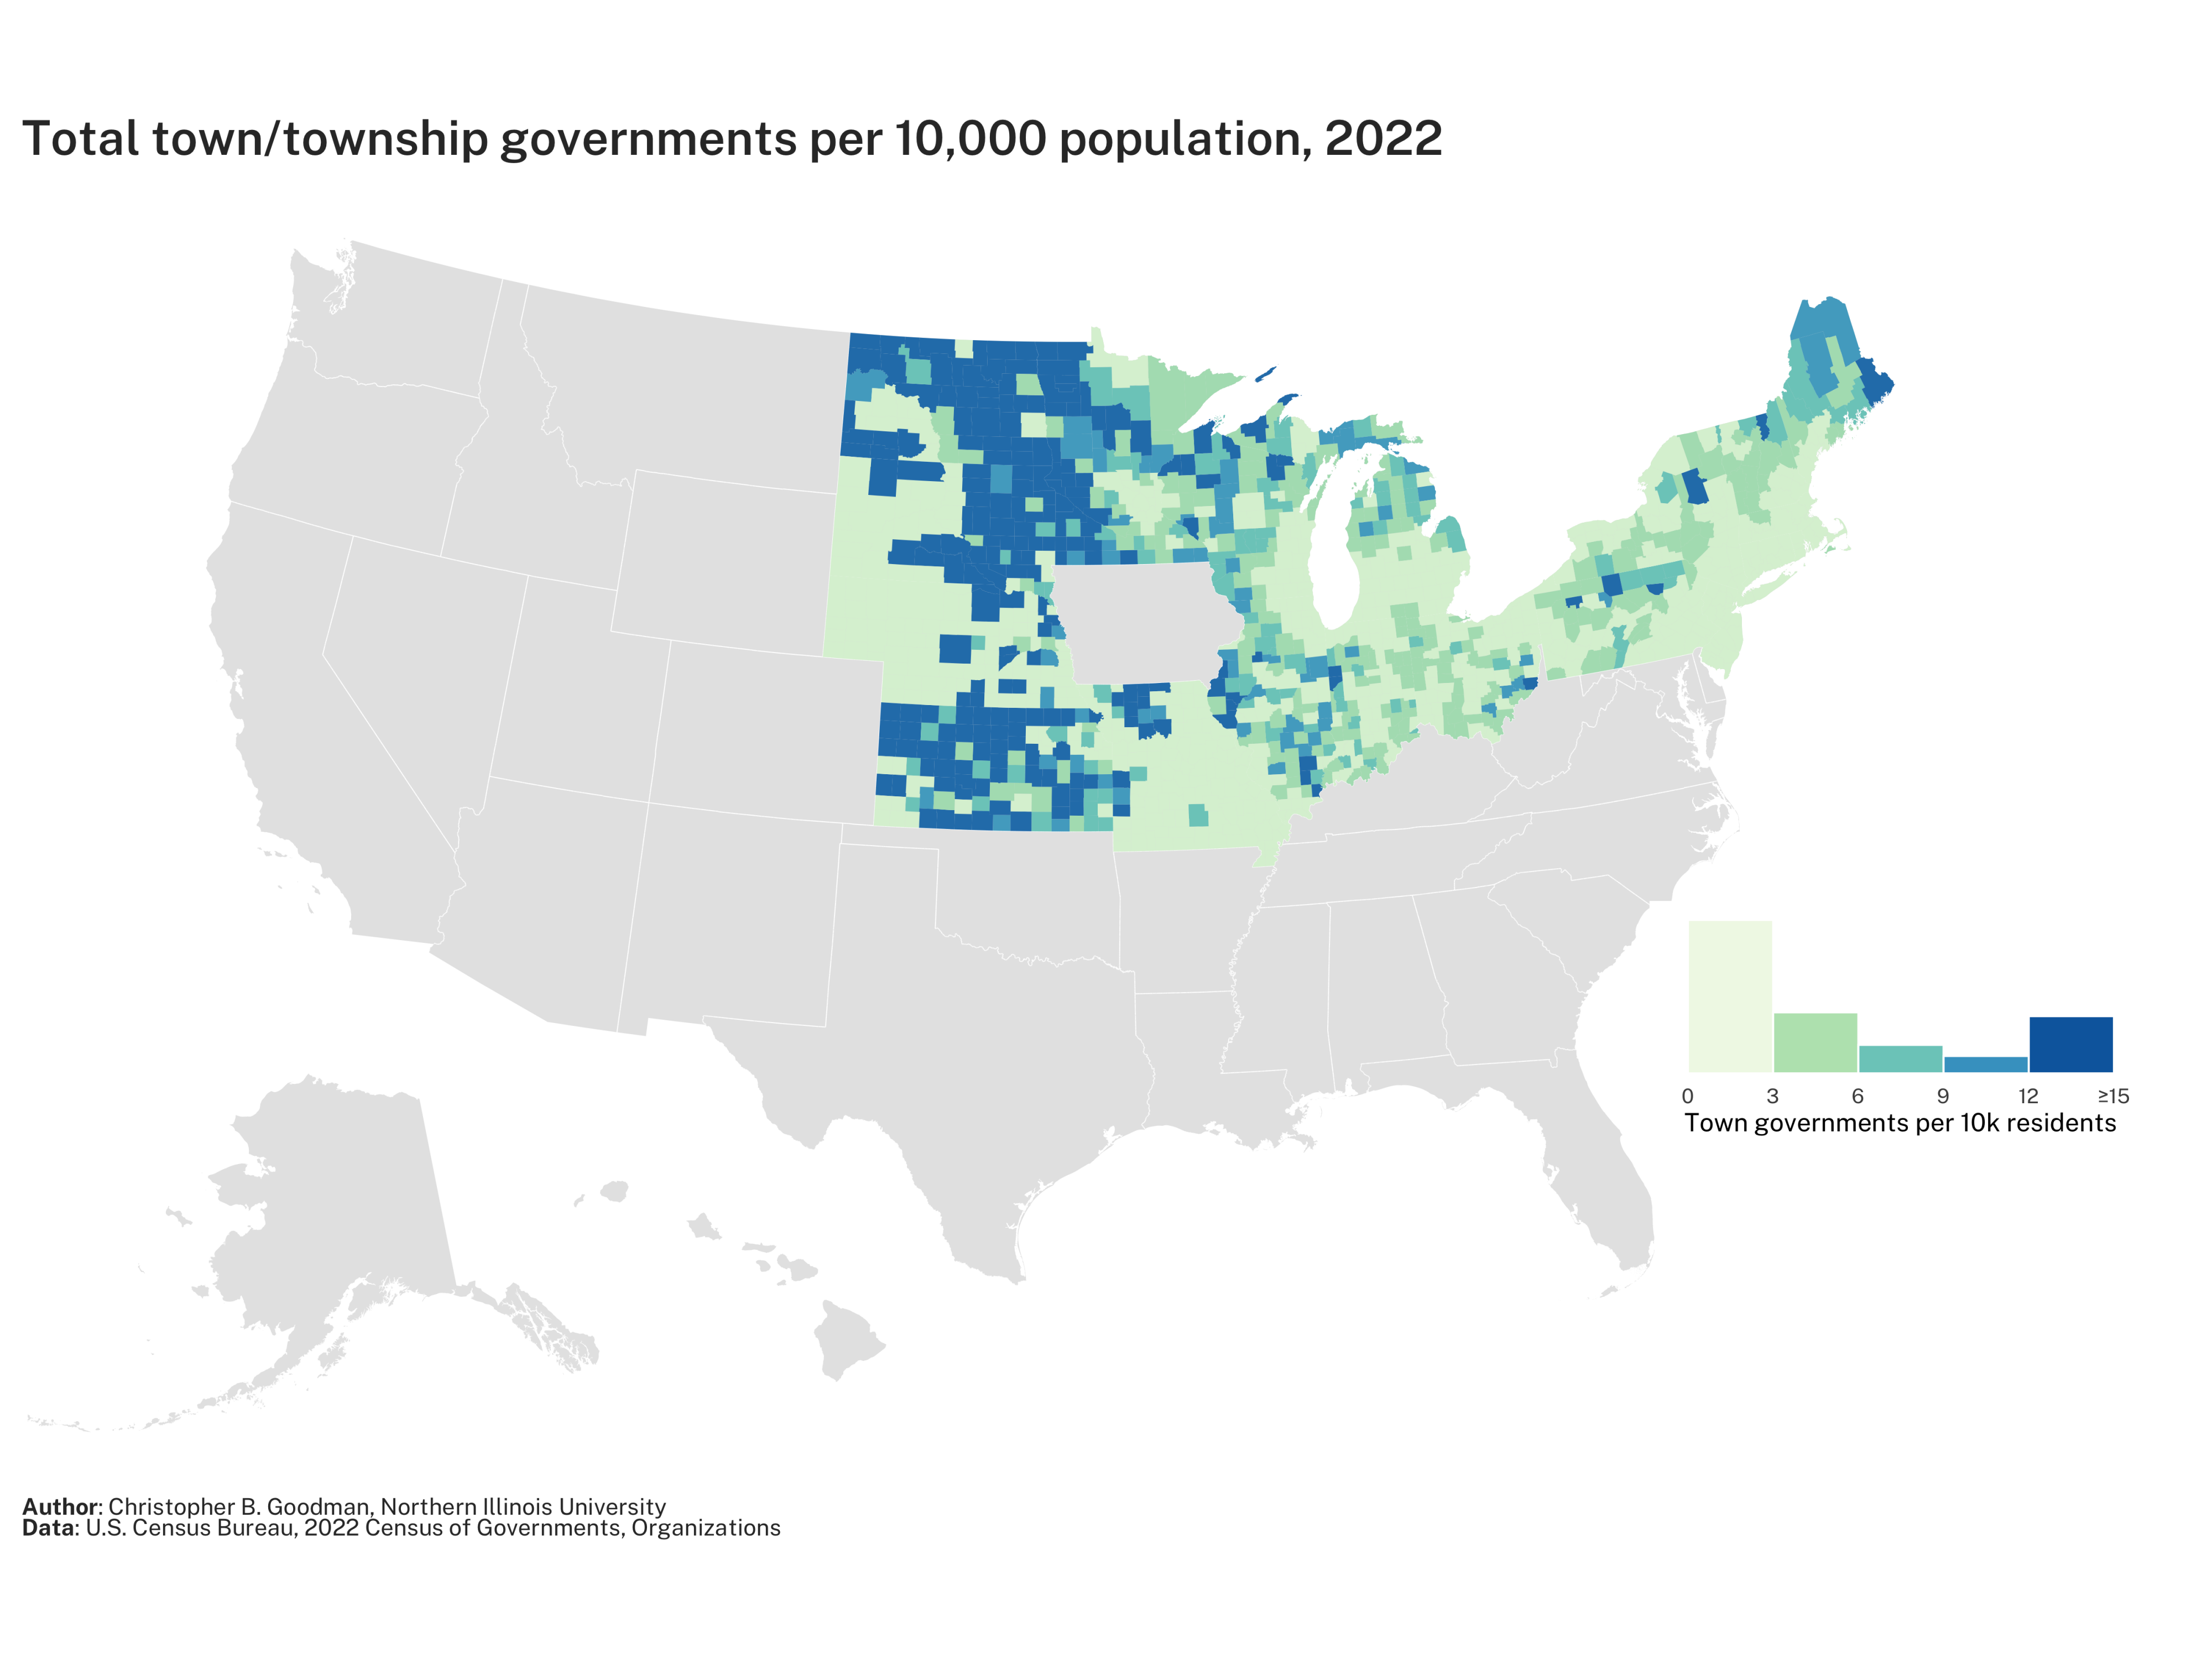 Total town/township governments per 10,000 population, 2022
0 3 6 9 12 ≥15
Town governments per 10k residents
Author: Christopher B. Goodman, Northern Illinois University
Data: U.S. Census Bureau, 2022 Census of Governments, Organizations